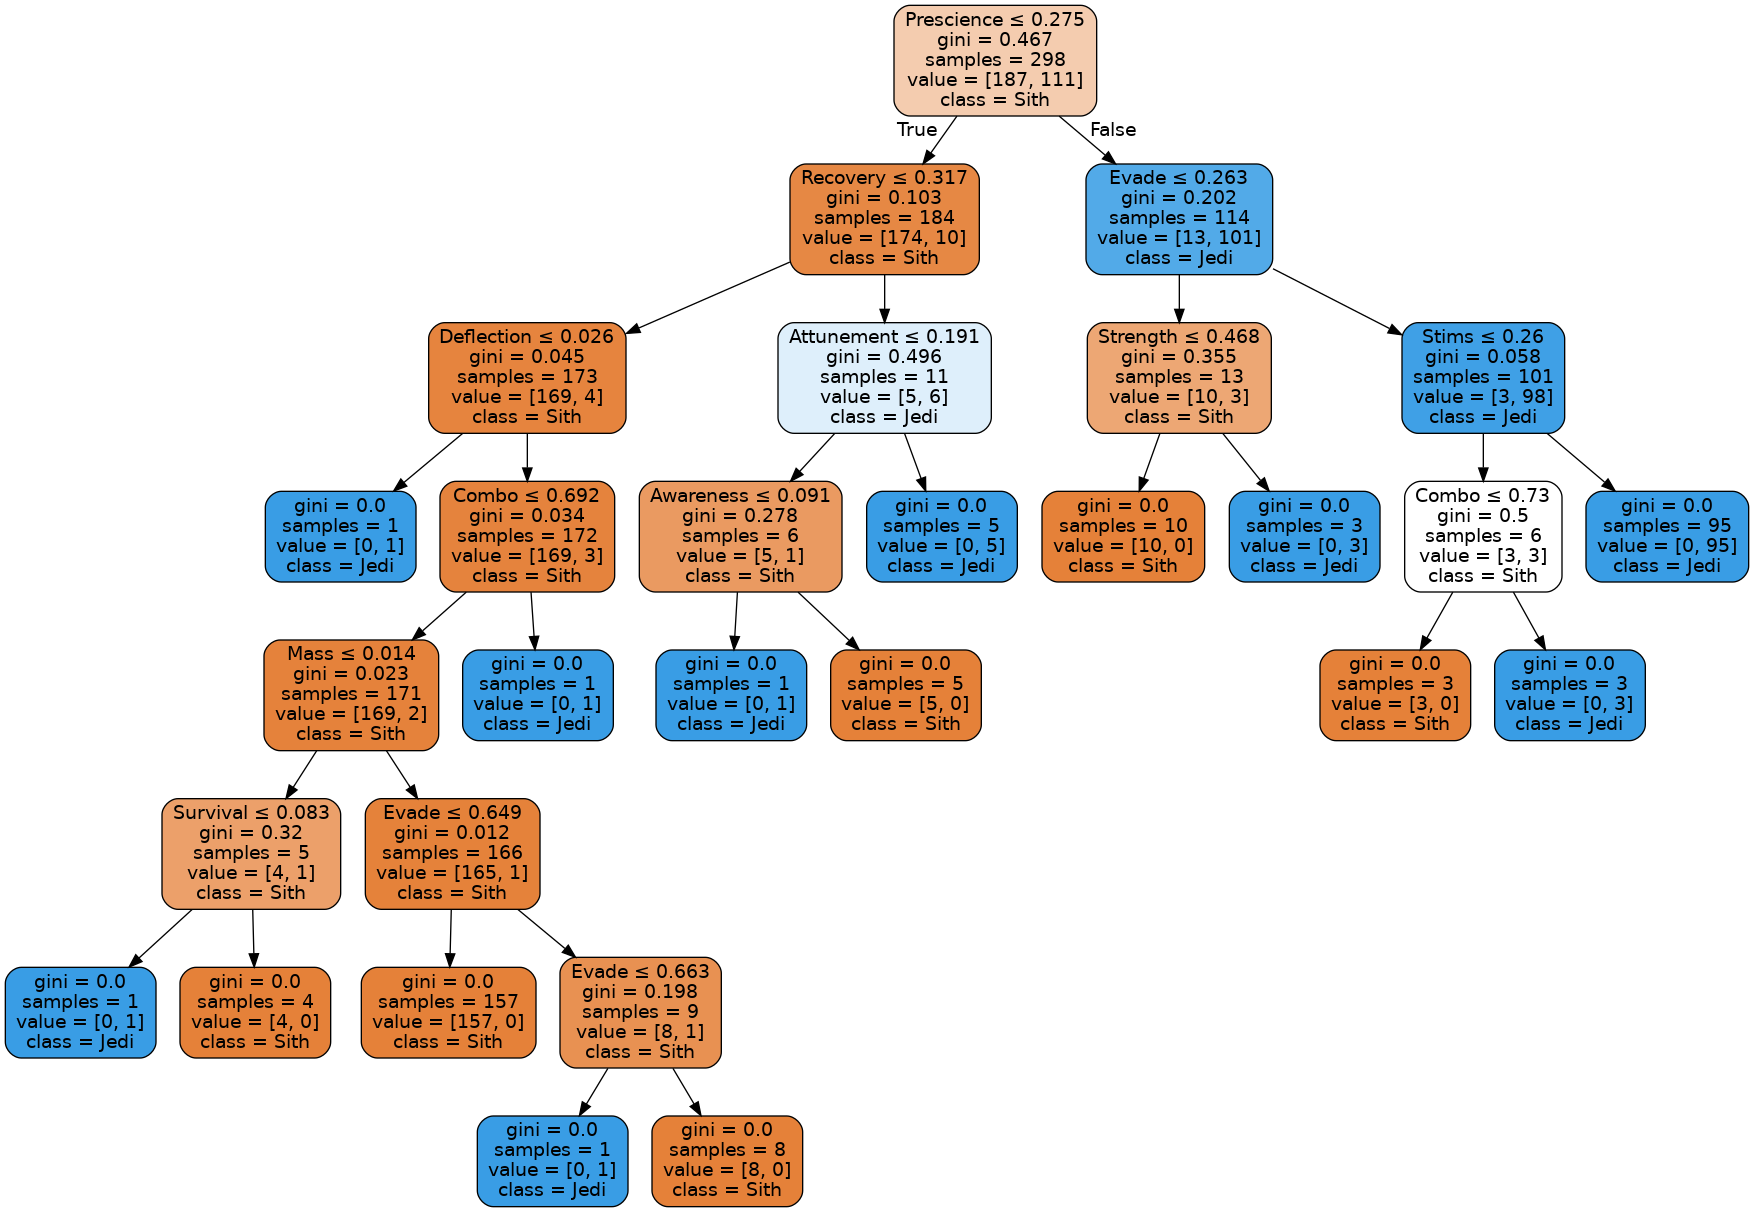 Prescience ≤ 0.275
gini = 0.467
samples = 298
value = [187, 111]
class = Sith
True
False
Recovery ≤ 0.317
gini = 0.103
samples = 184
value = [174, 10]
class = Sith
Evade ≤ 0.263
gini = 0.202
samples = 114
value = [13, 101]
class = Jedi
Deflection ≤ 0.026
gini = 0.045
samples = 173
value = [169, 4]
class = Sith
Attunement ≤ 0.191
gini = 0.496
samples = 11
value = [5, 6]
class = Jedi
Strength ≤ 0.468
gini = 0.355
samples = 13
value = [10, 3]
class = Sith
Stims ≤ 0.26
gini = 0.058
samples = 101
value = [3, 98]
class = Jedi
gini = 0.0
samples = 1
value = [0, 1]
class = Jedi
Combo ≤ 0.692
gini = 0.034
samples = 172
value = [169, 3]
class = Sith
Awareness ≤ 0.091
gini = 0.278
samples = 6
value = [5, 1]
class = Sith
gini = 0.0
samples = 5
value = [0, 5]
class = Jedi
gini = 0.0
samples = 10
value = [10, 0]
class = Sith
gini = 0.0
samples = 3
value = [0, 3]
class = Jedi
Combo ≤ 0.73
gini = 0.5
samples = 6
value = [3, 3]
class = Sith
gini = 0.0
samples = 95
value = [0, 95]
class = Jedi
Mass ≤ 0.014
gini = 0.023
samples = 171
value = [169, 2]
class = Sith
gini = 0.0
samples = 1
value = [0, 1]
class = Jedi
gini = 0.0
samples = 1
value = [0, 1]
class = Jedi
gini = 0.0
samples = 5
value = [5, 0]
class = Sith
gini = 0.0
samples = 3
value = [3, 0]
class = Sith
gini = 0.0
samples = 3
value = [0, 3]
class = Jedi
Survival ≤ 0.083
gini = 0.32
samples = 5
value = [4, 1]
class = Sith
Evade ≤ 0.649
gini = 0.012
samples = 166
value = [165, 1]
class = Sith
gini = 0.0
samples = 1
value = [0, 1]
class = Jedi
gini = 0.0
samples = 4
value = [4, 0]
class = Sith
gini = 0.0
samples = 157
value = [157, 0]
class = Sith
Evade ≤ 0.663
gini = 0.198
samples = 9
value = [8, 1]
class = Sith
gini = 0.0
samples = 1
value = [0, 1]
class = Jedi
gini = 0.0
samples = 8
value = [8, 0]
class = Sith